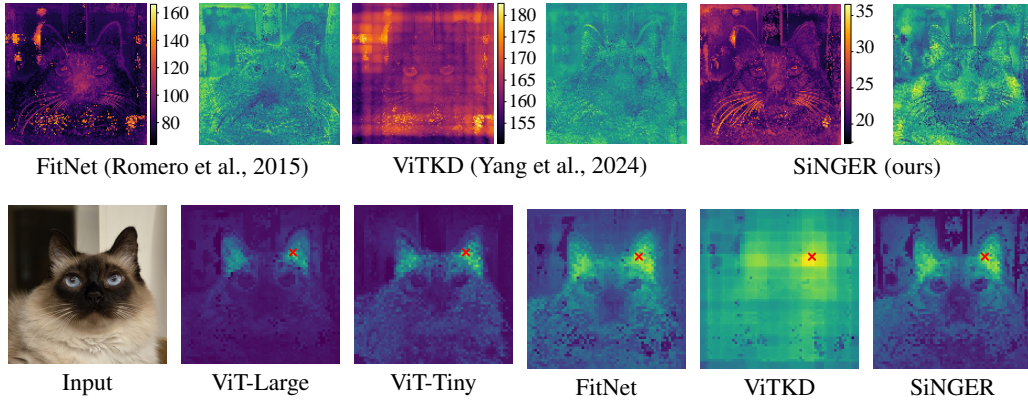 160
140
120
100
80
FitNet (Romero et al., 2015)
180
175
170
165
160
155
ViTKD (Yang et al., 2024)
35
30
25
20
SiNGER (ours)
Input
ViT-Large
ViT-Tiny
FitNet
ViTKD
SiNGER